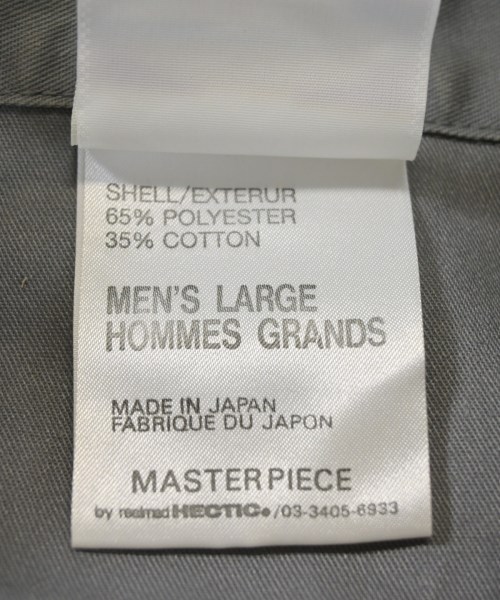 SHELL/EXTERUR
65% POLYESTER
35% COTTON
MEN'S LARGE
HOMMES GRANDS
MADE IN JAPAN
FABRIQUE DU JAPON
MASTERPIECE
by realmad HECTIC. /03-3405-6933